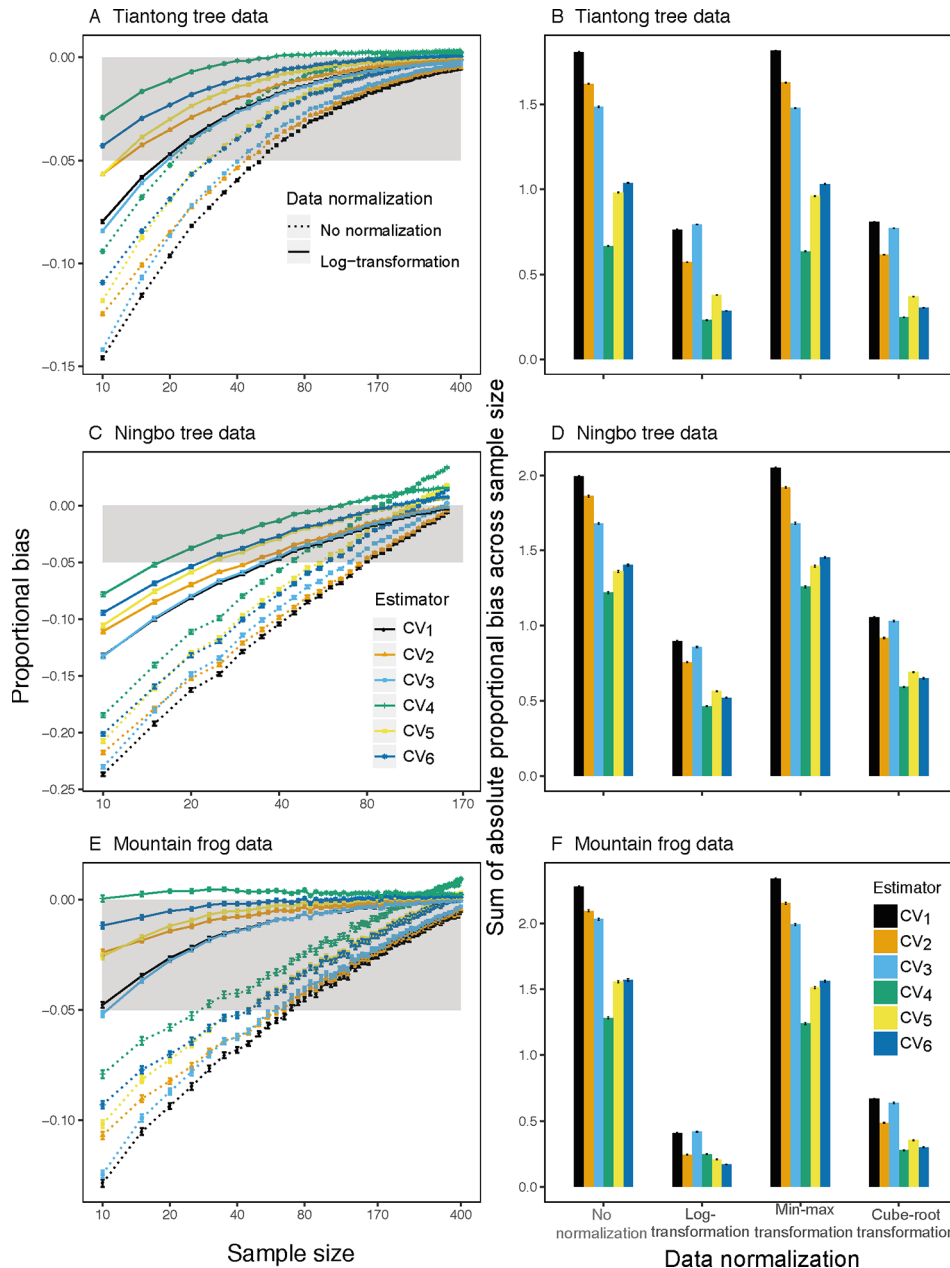 A Tiantong tree data
0.00
−0.05
−0.10
−0.15
10
20
40
80
170
400
Data normalization
No normalization
Log−transformation
B Tiantong tree data
1.5
1.0
0.5
0.0
C Ningbo tree data
0.00
−0.05
−0.10
−0.15
−0.20
−0.25
10
20
40
80
170
Estimator
CV1
CV2
CV3
CV4
CV5
CV6
Proportional bias
D Ningbo tree data
2.0
1.5
1.0
0.5
0.0
Sum of absolute proportional bias across sample size
E Mountain frog data
0.00
−0.05
−0.10
10
20
40
80
170
400
Sample size
F Mountain frog data
2.0
1.5
1.0
0.5
0.0
Estimator
CV1
CV2
CV3
CV4
CV5
CV6
No
normalization
Log-
transformation
Min-max
transformation
Cube-root
transformation
Data normalization